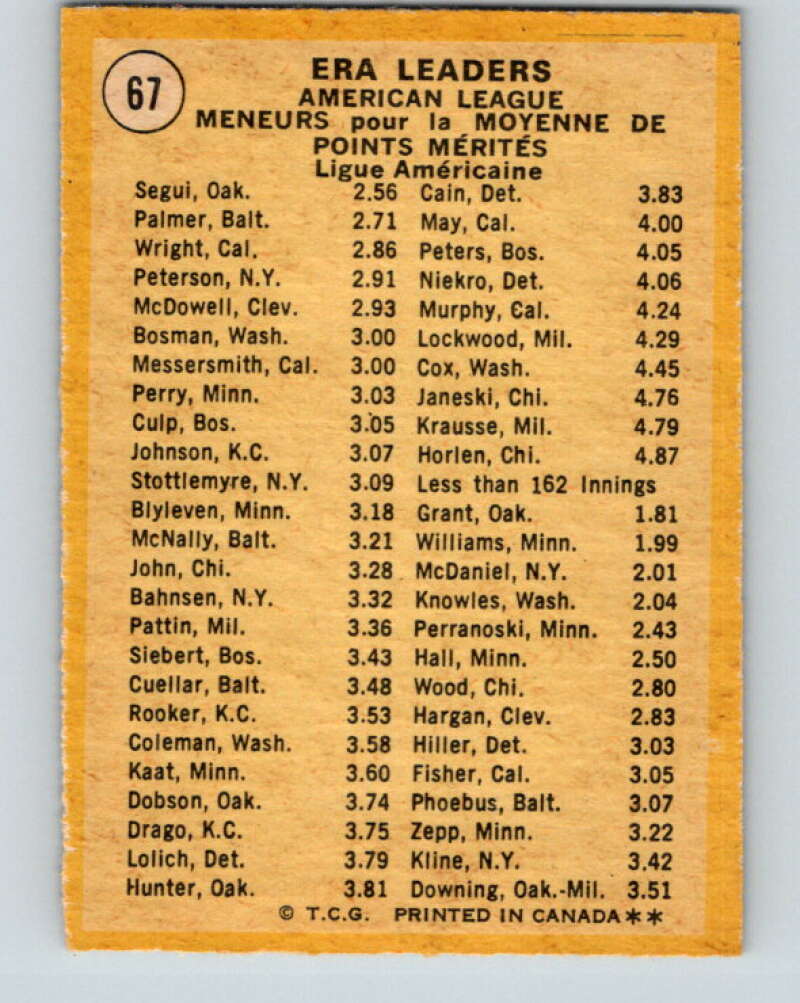 67
ERA LEADERS
AMERICAN LEAGUE
MENEURS pour la MOYENNE DE
POINTS MÉRITÉS
Ligue Américaine
Segui, Oak. 2.56
Palmer, Balt. 2.71
Wright, Cal. 2.86
Peterson, N.Y. 2.91
McDowell, Clev. 2.93
Bosman, Wash. 3.00
Messersmith, Cal. 3.00
Perry, Minn. 3.03
Culp, Bos. 3.05
Johnson, K.C. 3.07
Stottlemyre, N.Y. 3.09
Blyleven, Minn. 3.18
McNally, Balt. 3.21
John, Chi. 3.28
Bahnsen, N.Y. 3.32
Pattin, Mil. 3.36
Siebert, Bos. 3.43
Cuellar, Balt. 3.48
Rooker, K.C. 3.53
Coleman, Wash. 3.58
Kaat, Minn. 3.60
Dobson, Oak. 3.74
Drago, K.C. 3.75
Lolich, Det. 3.79
Hunter, Oak. 3.81
Cain, Det. 3.83
May, Cal. 4.00
Peters, Bos. 4.05
Niekro, Det. 4.06
Murphy, Cal. 4.24
Lockwood, Mil. 4.29
Cox, Wash. 4.45
Janeski, Chi. 4.76
Krausse, Mil. 4.79
Horlen, Chi. 4.87
Less than 162 Innings
Grant, Oak. 1.81
Williams, Minn. 1.99
McDaniel, N.Y. 2.01
Knowles, Wash. 2.04
Perranoski, Minn. 2.43
Hall, Minn. 2.50
Wood, Chi. 2.80
Hargan, Clev. 2.83
Hiller, Det. 3.03
Fisher, Cal. 3.05
Phoebus, Balt. 3.07
Zepp, Minn. 3.22
Kline, N.Y. 3.42
Downing, Oak.-Mil. 3.51
© T.C.G. PRINTED IN CANADA**